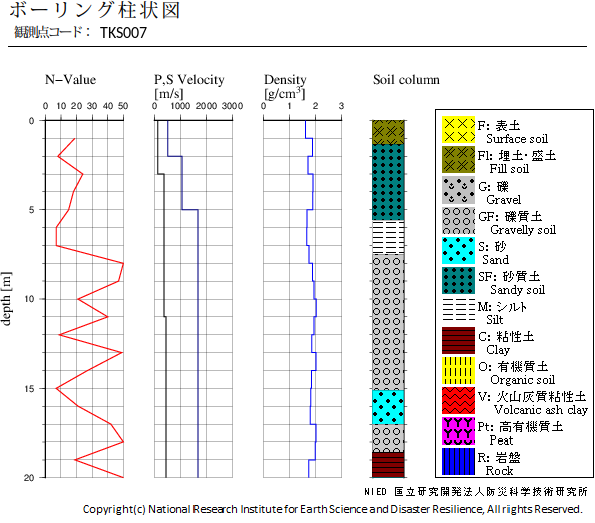 ボーリング柱状図
観測点コード： TKS007
N-Value
P,S Velocity
Density
Soil column
[m/s]
[g/cm3]
0 10 20 30 40 50
0 1000 2000 3000
0 1 2 3
0
5
10
15
20
depth [m]
F: 表土
Surface soil
Fl: 埋土・盛土
Fill soil
G: 礫
Gravel
GF: 礫質土
Gravelly soil
S: 砂
Sand
SF: 砂質土
Sandy soil
M: シルト
Silt
C: 粘性土
Clay
O: 有機質土
Organic soil
V: 火山灰質粘性土
Volcanic ash clay
Pt: 高有機質土
Peat
R: 岩盤
Rock
NIED 国立研究開発法人防災科学技術研究所
Copyright(c) National Research Institute for Earth Science and Disaster Resilience, All rights Reserved.